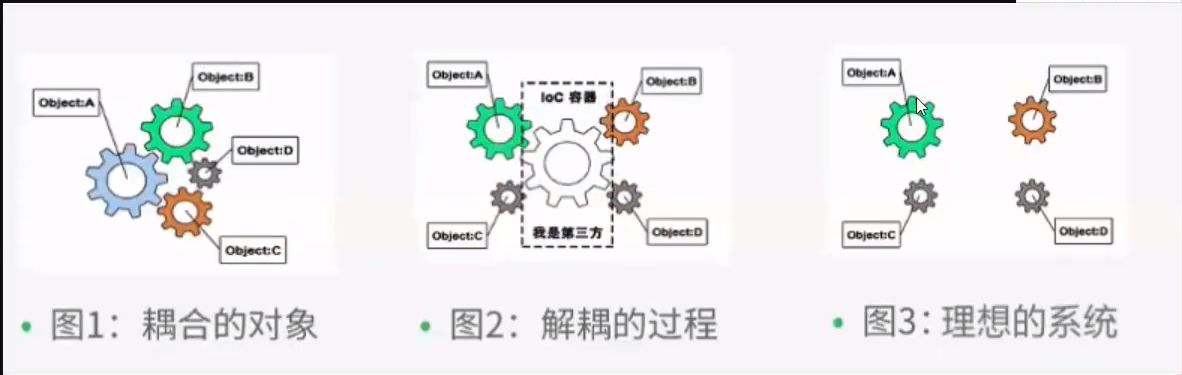 Object:B
Object:A
Object:D
Object:C
图1：耦合的对象
Object:A
Object:B
IoC 容器
Object:C
我是第三方
Object:D
图2：解耦的过程
Object:A
Object:B
Object:C
Object:D
图3：理想的系统